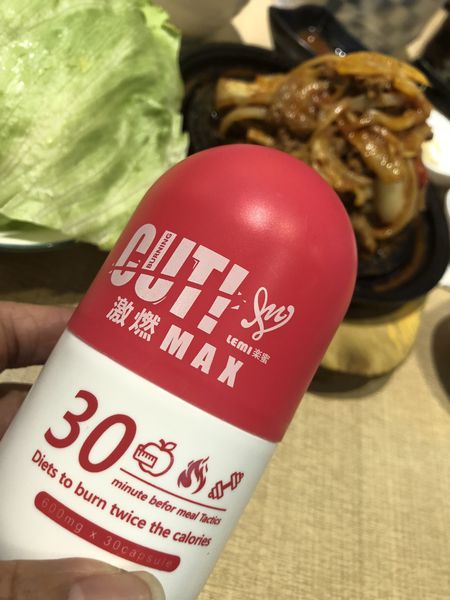 BURNING
CUT!
激燃 MAX
LEMI 楽蜜
30
minute befor meal Tactics
Diets to burn twice the calories
600mg x 30capsule